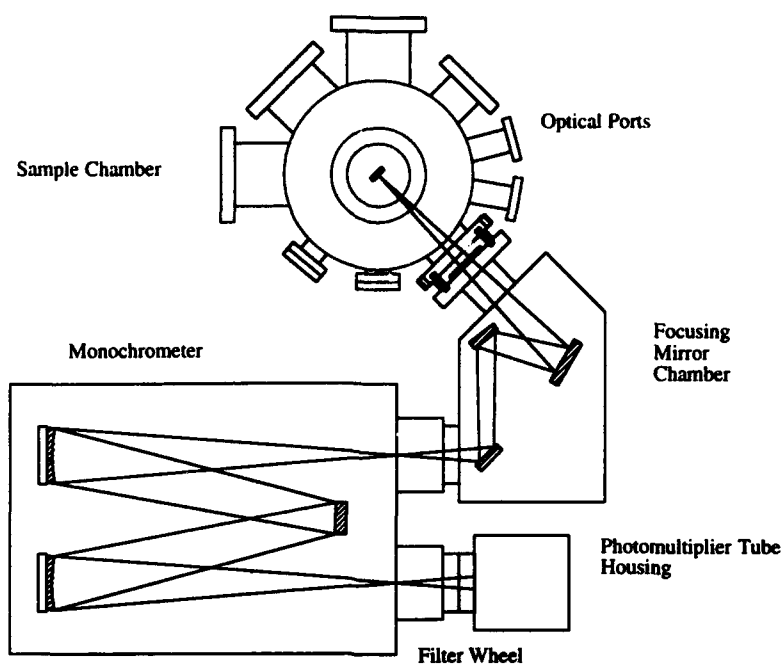 Optical Ports
Sample Chamber
Monochrometer
Focusing
Mirror
Chamber
Photomultiplier Tube
Housing
Filter Wheel